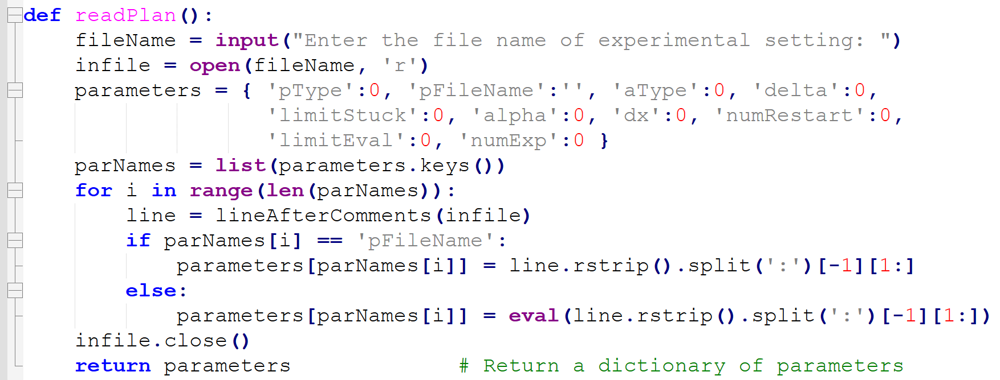 def readPlan():
    fileName = input("Enter the file name of experimental setting: ")
    infile = open(fileName, 'r')
    parameters = { 'pType':0, 'pFileName':'', 'aType':0, 'delta':0,
                   'limitStuck':0, 'alpha':0, 'dx':0, 'numRestart':0,
                   'limitEval':0, 'numExp':0 }
    parNames = list(parameters.keys())
    for i in range(len(parNames)):
        line = lineAfterComments(infile)
        if parNames[i] == 'pFileName':
            parameters[parNames[i]] = line.rstrip().split(':')[-1][1:]
        else:
            parameters[parNames[i]] = eval(line.rstrip().split(':')[-1][1:])
    infile.close()
    return parameters             # Return a dictionary of parameters